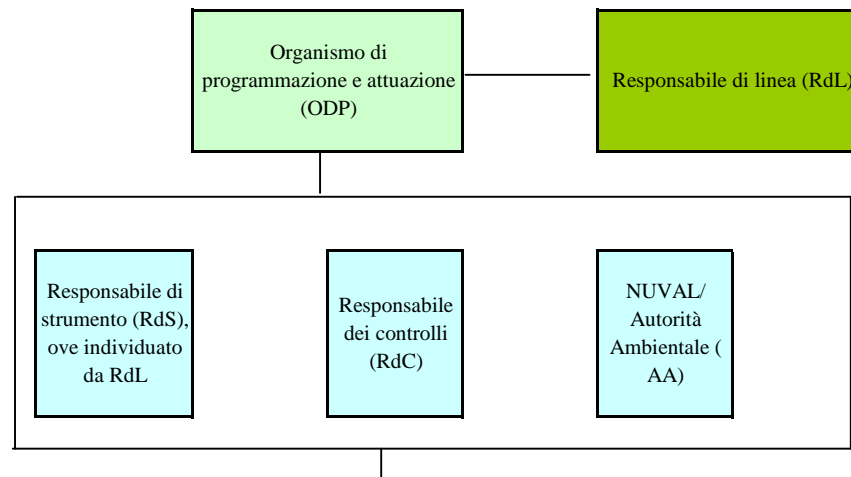 Organismo di
programmazione e attuazione
(ODP)
Responsabile di linea (RdL)
Responsabile di
strumento (RdS),
ove individuato
da RdL
Responsabile
dei controlli
(RdC)
NUVAL/
Autorità
Ambientale (
AA)